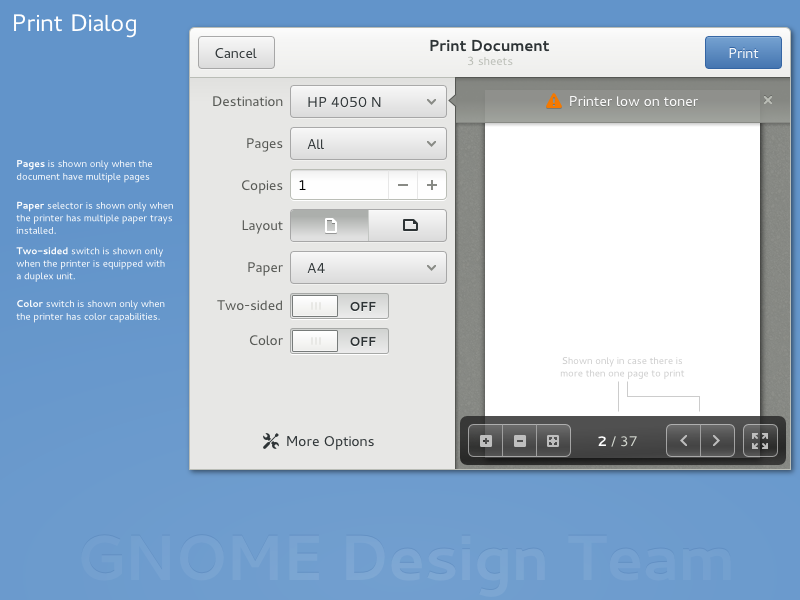 Print Dialog
Cancel
Print Document
3 sheets
Print
Destination
HP 4050 N
Printer low on toner
Pages
All
Pages is shown only when the
document have multiple pages
Copies
1
Paper selector is shown only when
the printer has multiple paper trays
installed.
Layout
Two-sided switch is shown only
when the printer is equipped with
a duplex unit.
Paper
A4
Color switch is shown only when
the printer has color capabilities.
Two-sided
OFF
Color
OFF
Shown only in case there is
more then one page to print
More Options
2 / 37
GNOME Design Team